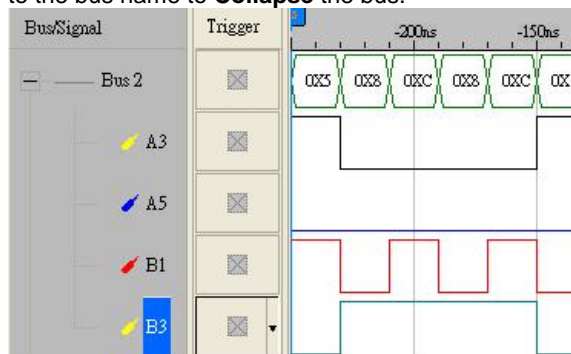 to the bus name to Collapse the bus.
Bus/Signal Trigger -200ns -150ns
Bus 2 0X5 0X8 0XC 0X8 0XC 0X
A3
A5
B1
B3